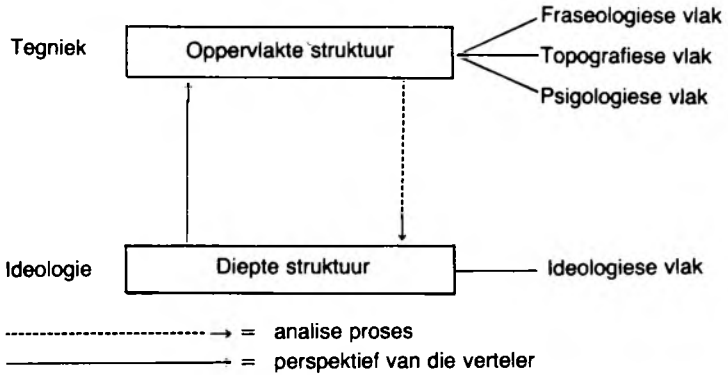 Fraseologiese vlak
Tegniek Oppervlakte struktuur Topografiese vlak
Psigologiese vlak
Ideologie Diepte struktuur Ideologiese vlak
= analise proses
= perspektief van die verteler